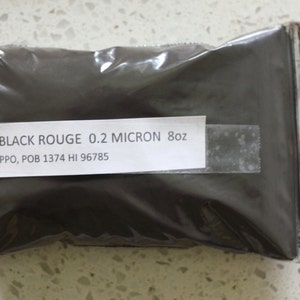 BLACK ROUGE 0.2 MICRON 8oz
PPO, POB 1374 HI 96785